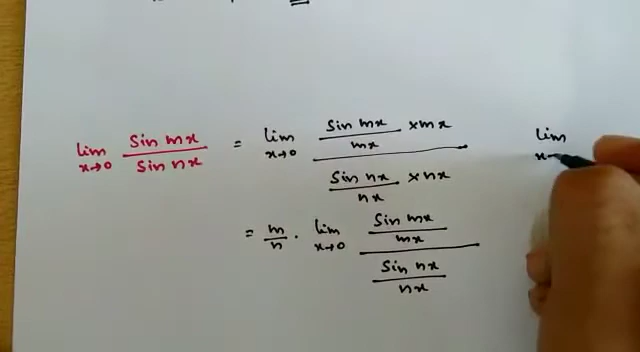 lim x→0 sin mx / sin nx = lim x→0 (sin mx / mx × mx) / (sin nx / nx × nx)
lim x→
= m/n · lim x→0 (sin mx / mx) / (sin nx / nx)